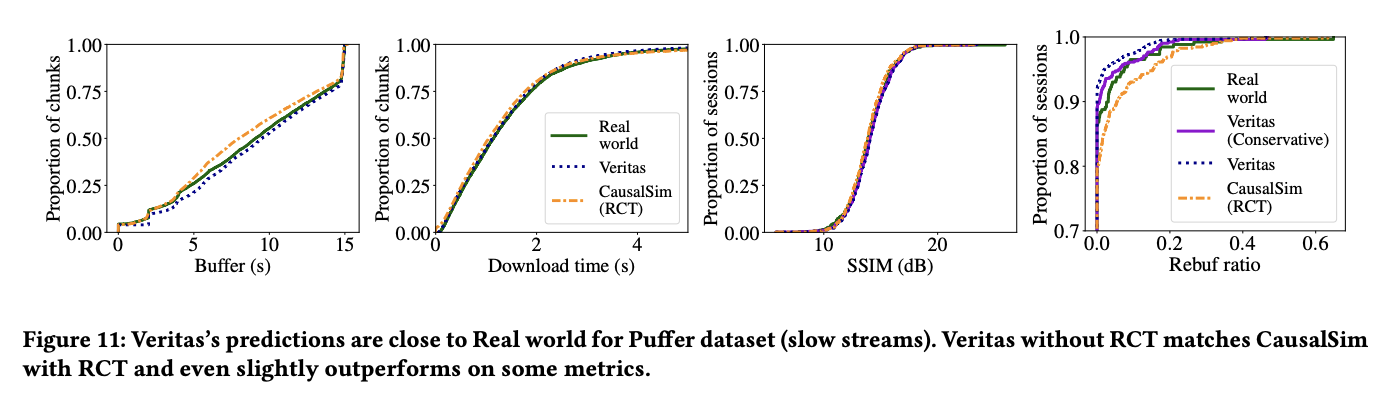 Proportion of chunks
1.00
0.75
0.50
0.25
0.00
0
5
10
15
Buffer (s)
Proportion of chunks
1.00
0.75
0.50
0.25
0.00
0
2
4
Download time (s)
Real
world
Veritas
CausalSim
(RCT)
Proportion of sessions
1.00
0.75
0.50
0.25
0.00
10
20
SSIM (dB)
Proportion of sessions
1.0
0.9
0.8
0.7
0.0
0.2
0.4
0.6
Rebuf ratio
Real
world
Veritas
(Conservative)
Veritas
CausalSim
(RCT)
Figure 11: Veritas’s predictions are close to Real world for Puffer dataset (slow streams). Veritas without RCT matches CausalSim
with RCT and even slightly outperforms on some metrics.